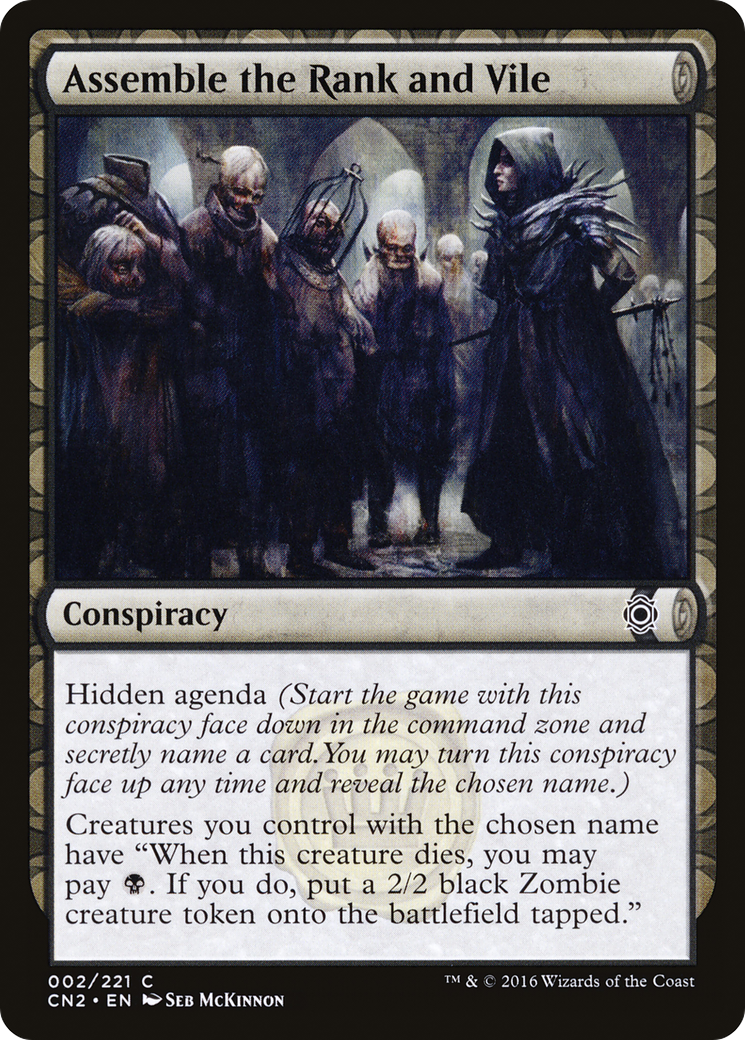 Assemble the Rank and Vile
Conspiracy
Hidden agenda (Start the game with this
conspiracy face down in the command zone and
secretly name a card. You may turn this conspiracy
face up any time and reveal the chosen name.)
Creatures you control with the chosen name
have “When this creature dies, you may
pay . If you do, put a 2/2 black Zombie
creature token onto the battlefield tapped.”
002/221 C
CN2 • EN Seb McKinnon
™ & © 2016 Wizards of the Coast